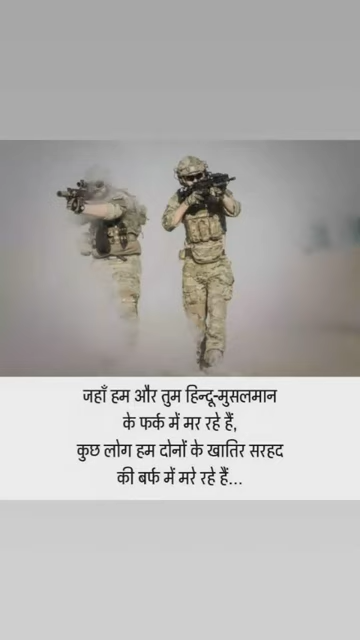 जहाँ हम और तुम हिन्दू-मुसलमान
के फर्क में मर रहे हैं,
कुछ लोग हम दोनों के खातिर सरहद
की बर्फ में मरे रहे हैं...